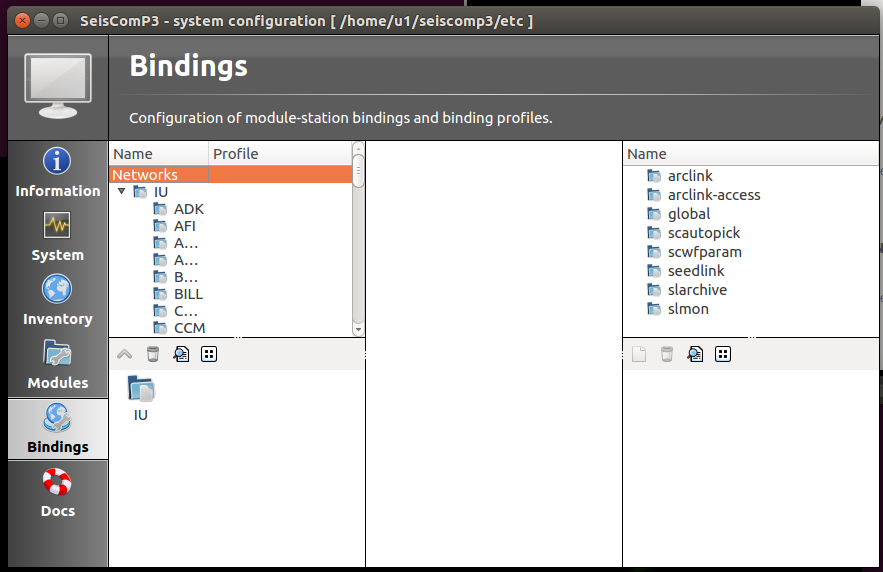 SeisComP3 - system configuration [ /home/u1/seiscomp3/etc ]
Bindings
Configuration of module-station bindings and binding profiles.
Information
System
Inventory
Modules
Bindings
Docs
Name Profile
Networks
IU
ADK
AFI
A...
A...
B...
BILL
C...
CCM
IU
Name
arclink
arclink-access
global
scautopick
scwfparam
seedlink
slarchive
slmon